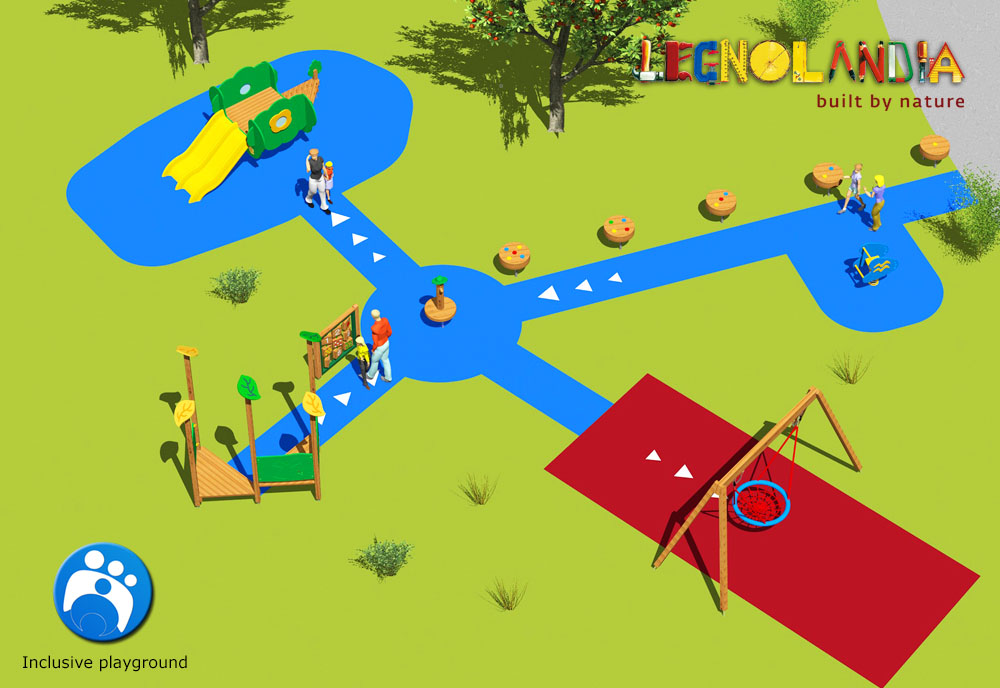 LEGNOLANDIA
built by nature
Inclusive playground